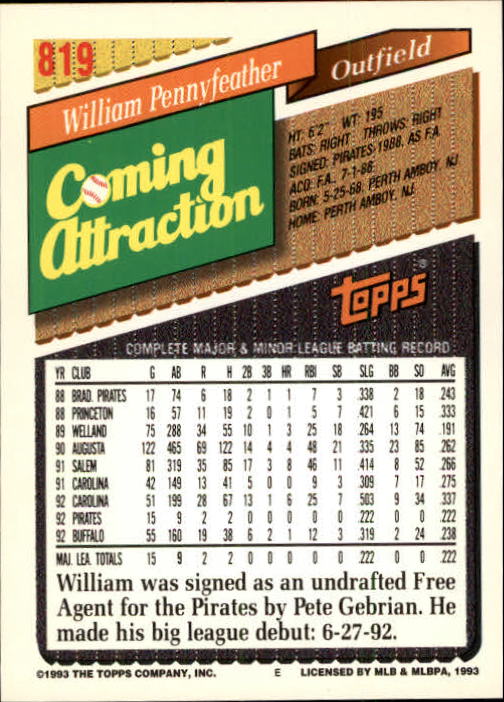 819
William Pennyfeather
Outfield
Coming
Attraction
HT: 6'2" WT: 195
BATS: RIGHT THROWS: RIGHT
SIGNED: PIRATES 1988, AS F.A.
ACQ: F.A., 7-1-88
BORN: 5-25-68, PERTH AMBOY, NJ
HOME: PERTH AMBOY, NJ
TOPPS®
COMPLETE MAJOR & MINOR LEAGUE BATTING RECORD
YR CLUB G AB R H 2B 3B HR RBI SB SLG BB SO AVG
88 BRAD. PIRATES 17 74 6 18 2 1 1 7 3 .338 2 18 .243
88 PRINCETON 16 57 11 19 2 0 1 5 7 .421 6 15 .333
89 WELLAND 75 288 34 55 10 1 3 25 18 .264 13 74 .191
90 AUGUSTA 122 465 69 122 14 4 4 48 21 .335 23 85 .262
91 SALEM 81 319 35 85 17 3 8 46 11 .414 8 52 .266
91 CAROLINA 42 149 13 41 5 0 0 9 3 .309 7 17 .275
92 CAROLINA 51 199 28 67 13 1 6 25 7 .503 9 34 .337
92 PIRATES 15 9 2 2 0 0 0 0 0 .222 0 0 .222
92 BUFFALO 55 160 19 38 6 2 1 12 3 .319 2 24 .238
MAJ. LEA. TOTALS 15 9 2 2 0 0 0 0 0 .222 0 0 .222
William was signed as an undrafted Free
Agent for the Pirates by Pete Gebrian. He
made his big league debut: 6-27-92.
©1993 THE TOPPS COMPANY, INC. E LICENSED BY MLB & MLBPA, 1993